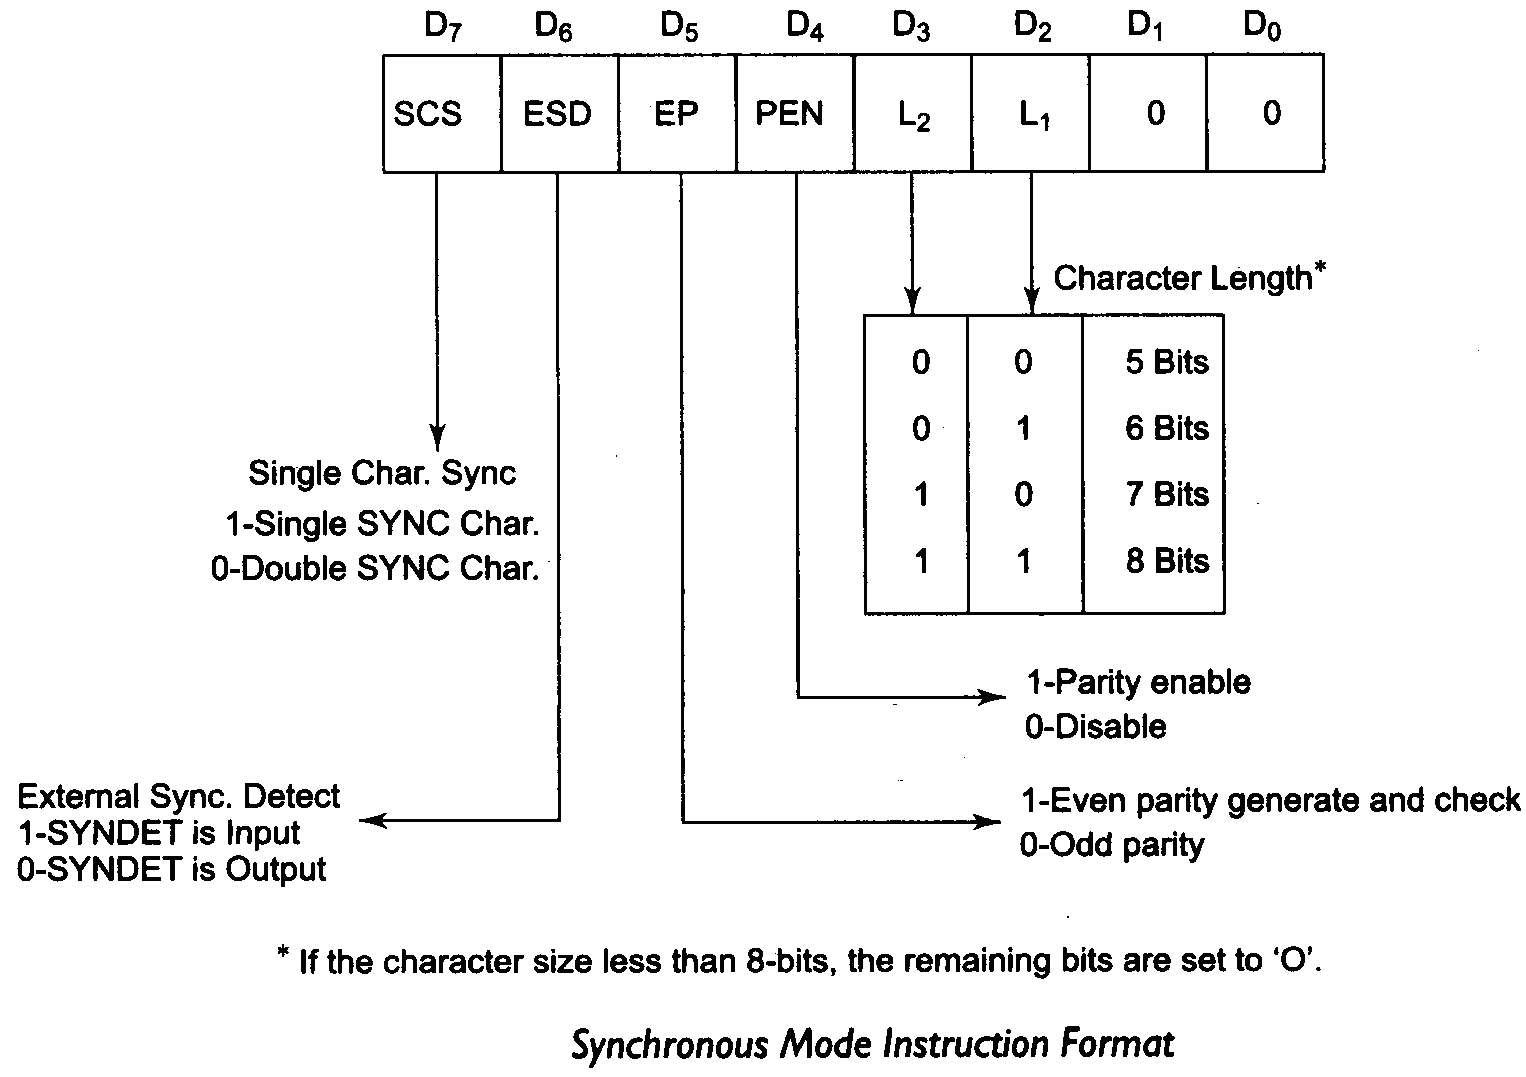 D₇ D₆ D₅ D₄ D₃ D₂ D₁ D₀
SCS ESD EP PEN L₂ L₁ 0 0
Character Length*
0 0 5 Bits
0 1 6 Bits
1 0 7 Bits
1 1 8 Bits
Single Char. Sync
1-Single SYNC Char.
0-Double SYNC Char.
1-Parity enable
0-Disable
External Sync. Detect
1-SYNDET is Input
0-SYNDET is Output
1-Even parity generate and check
0-Odd parity
* If the character size less than 8-bits, the remaining bits are set to ‘O’.
Synchronous Mode Instruction Format